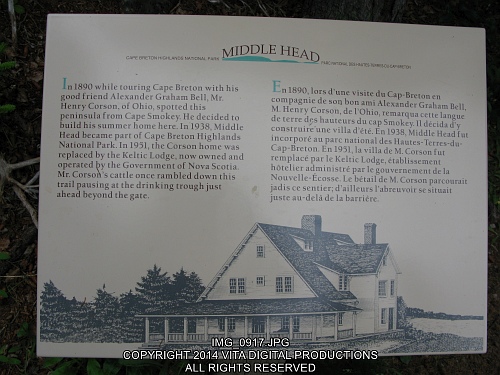 CAPE BRETON HIGHLANDS NATIONAL PARK
MIDDLE HEAD
PARC NATIONAL DES HAUTES-TERRES-DU-CAP-BRETON
In 1890 while touring Cape Breton with his
good friend Alexander Graham Bell, Mr.
Henry Corson, of Ohio, spotted this
peninsula from Cape Smokey. He decided to
build his summer home here. In 1938, Middle
Head became part of Cape Breton Highlands
National Park. In 1951, the Corson home was
replaced by the Keltic Lodge, now owned and
operated by the Government of Nova Scotia.
Mr. Corson's cattle once rambled down this
trail pausing at the drinking trough just
ahead beyond the gate.
En 1890, lors d'une visite du Cap-Breton en
compagnie de son bon ami Alexander Graham Bell,
M. Henry Corson, de l'Ohio, remarqua cette langue
de terre des hauteurs du cap Smokey. Il décida d'y
construire une villa d'été. En 1938, Middle Head fut
incorporé au parc national des Hautes-Terres-du-
Cap-Breton. En 1951, la villa de M. Corson fut
remplacé par le Keltic Lodge, établissement
hôtelier administré par le gouvernement de la
Nouvelle-Écosse. Le bétail de M. Corson parcourait
jadis ce sentier; d'ailleurs l'abreuvoir se situait
juste au-delà de la barrière.
IMG_0917.JPG
COPYRIGHT 2014 VITA DIGITAL PRODUCTIONS
ALL RIGHTS RESERVED